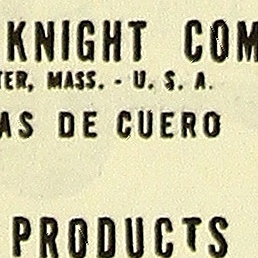 KNIGHT COM
TER, MASS. - U. S. A.
AS DE CUERO
PRODUCTS